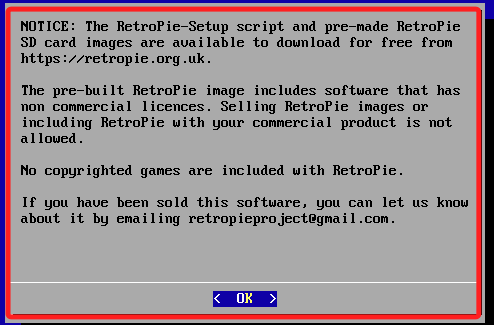 NOTICE: The RetroPie-Setup script and pre-made RetroPie
SD card images are available to download for free from
https://retropie.org.uk.
The pre-built RetroPie image includes software that has
non commercial licences. Selling RetroPie images or
including RetroPie with your commercial product is not
allowed.
No copyrighted games are included with RetroPie.
If you have been sold this software, you can let us know
about it by emailing retropieproject@gmail.com.
< OK >